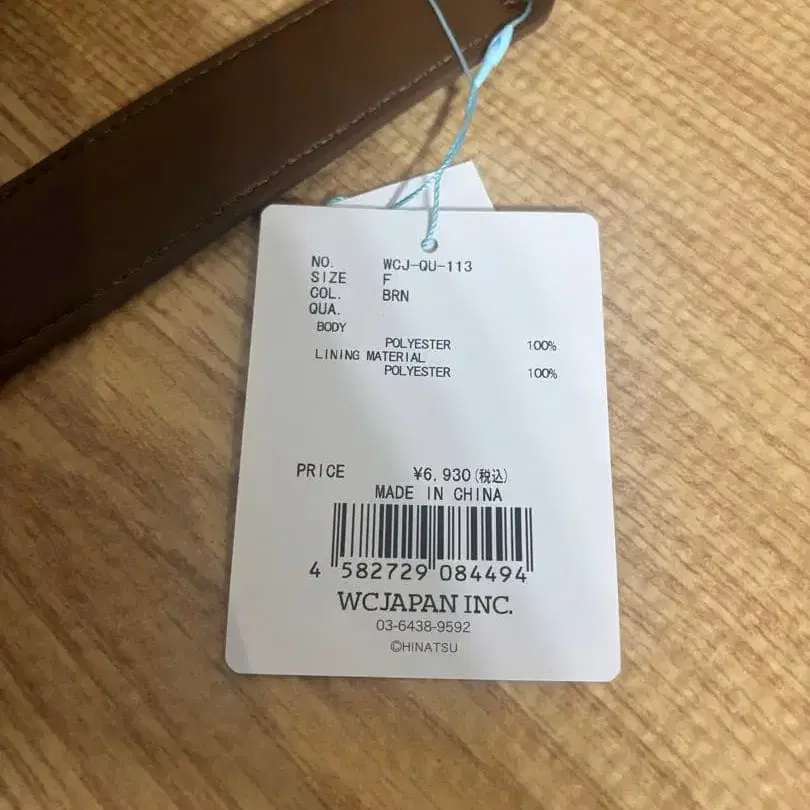 NO. WCJ-QU-113
SIZE F
COL. BRN
QUA.
BODY
POLYESTER 100%
LINING MATERIAL
POLYESTER 100%
PRICE ¥6,930(税込)
MADE IN CHINA
4 582729 084494
WCJAPAN INC.
03-6438-9592
©HINATSU